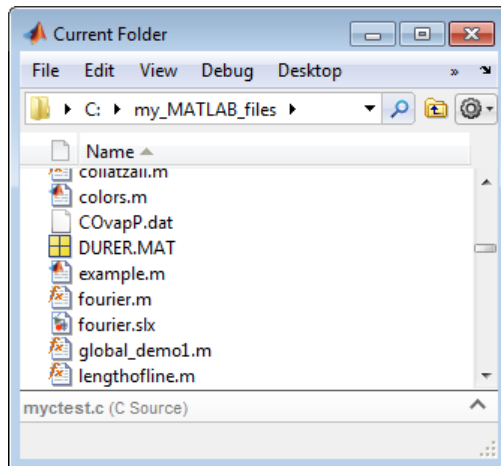 Current Folder
File Edit View Debug Desktop »
C: my_MATLAB_files
Name
collatzall.m
colors.m
COvapP.dat
DURER.MAT
example.m
fourier.m
fourier.slx
global_demo1.m
lengthofline.m
myctest.c (C Source)